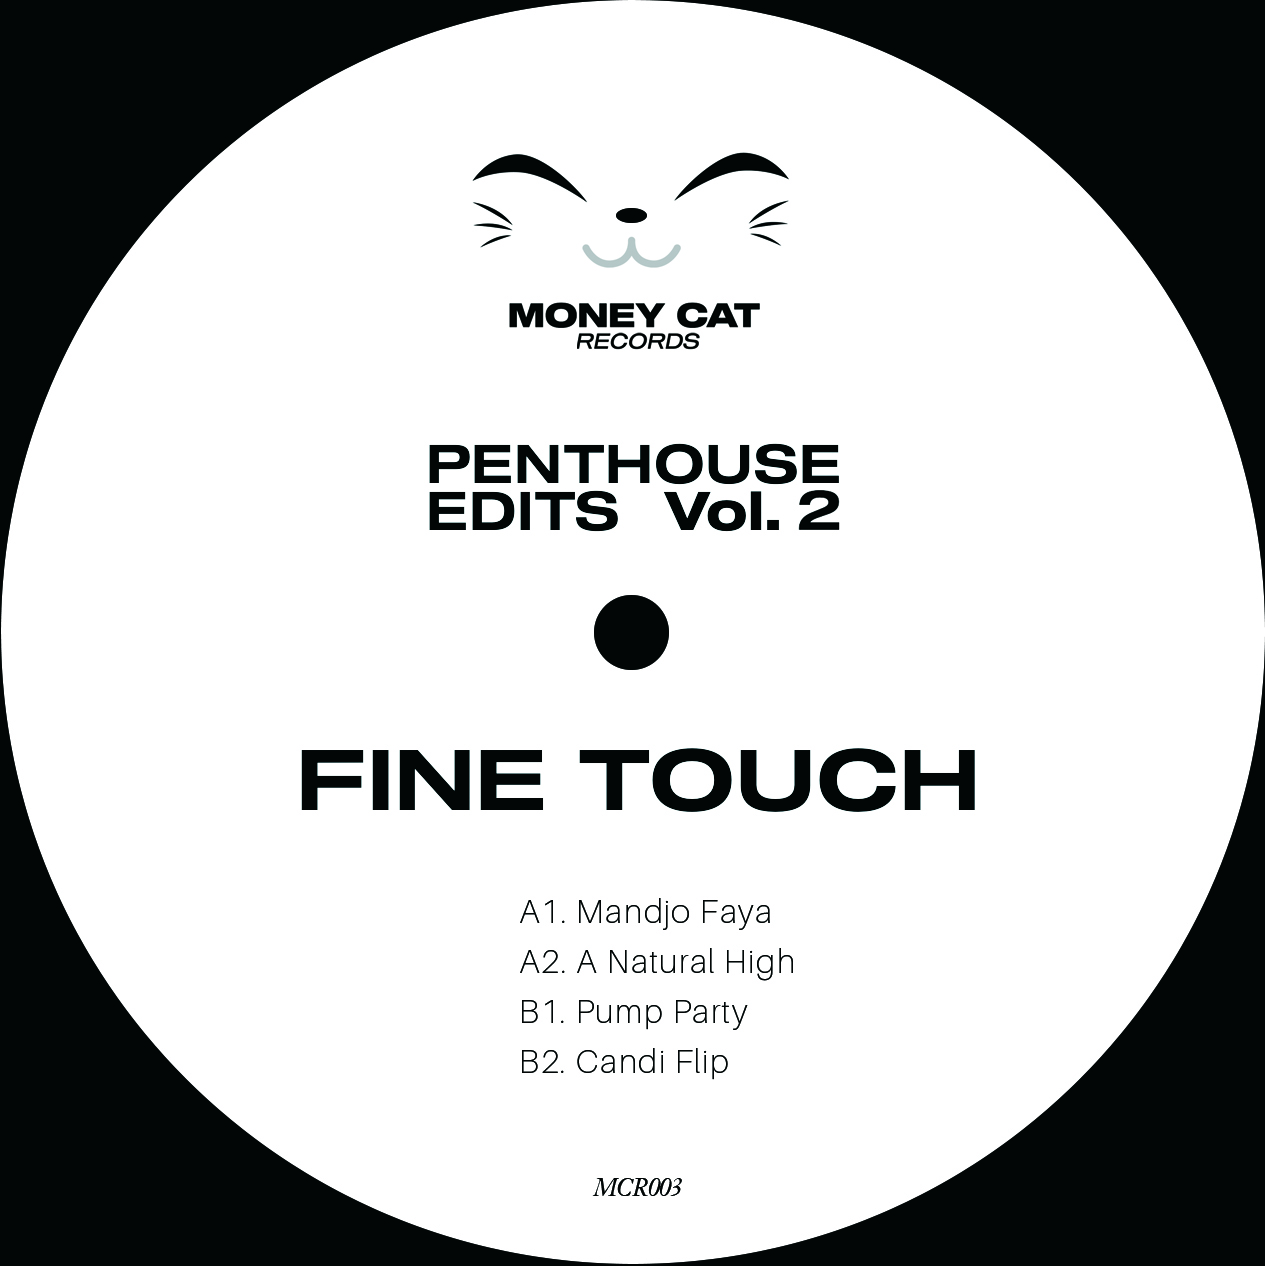 MONEY CAT
RECORDS
PENTHOUSE
EDITS Vol. 2
FINE TOUCH
A1. Mandjo Faya
A2. A Natural High
B1. Pump Party
B2. Candi Flip
MCR003